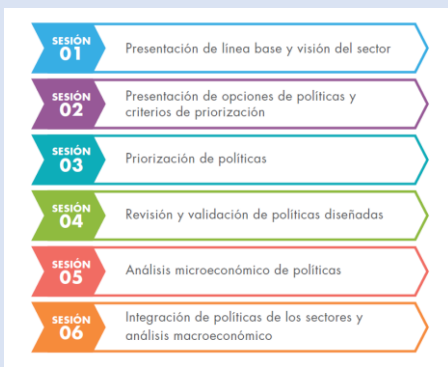 SESIÓN
01
Presentación de línea base y visión del sector
SESIÓN
02
Presentación de opciones de políticas y
criterios de priorización
SESIÓN
03
Priorización de políticas
SESIÓN
04
Revisión y validación de políticas diseñadas
SESIÓN
05
Análisis microeconómico de políticas
SESIÓN
06
Integración de políticas de los sectores y
análisis macroeconómico